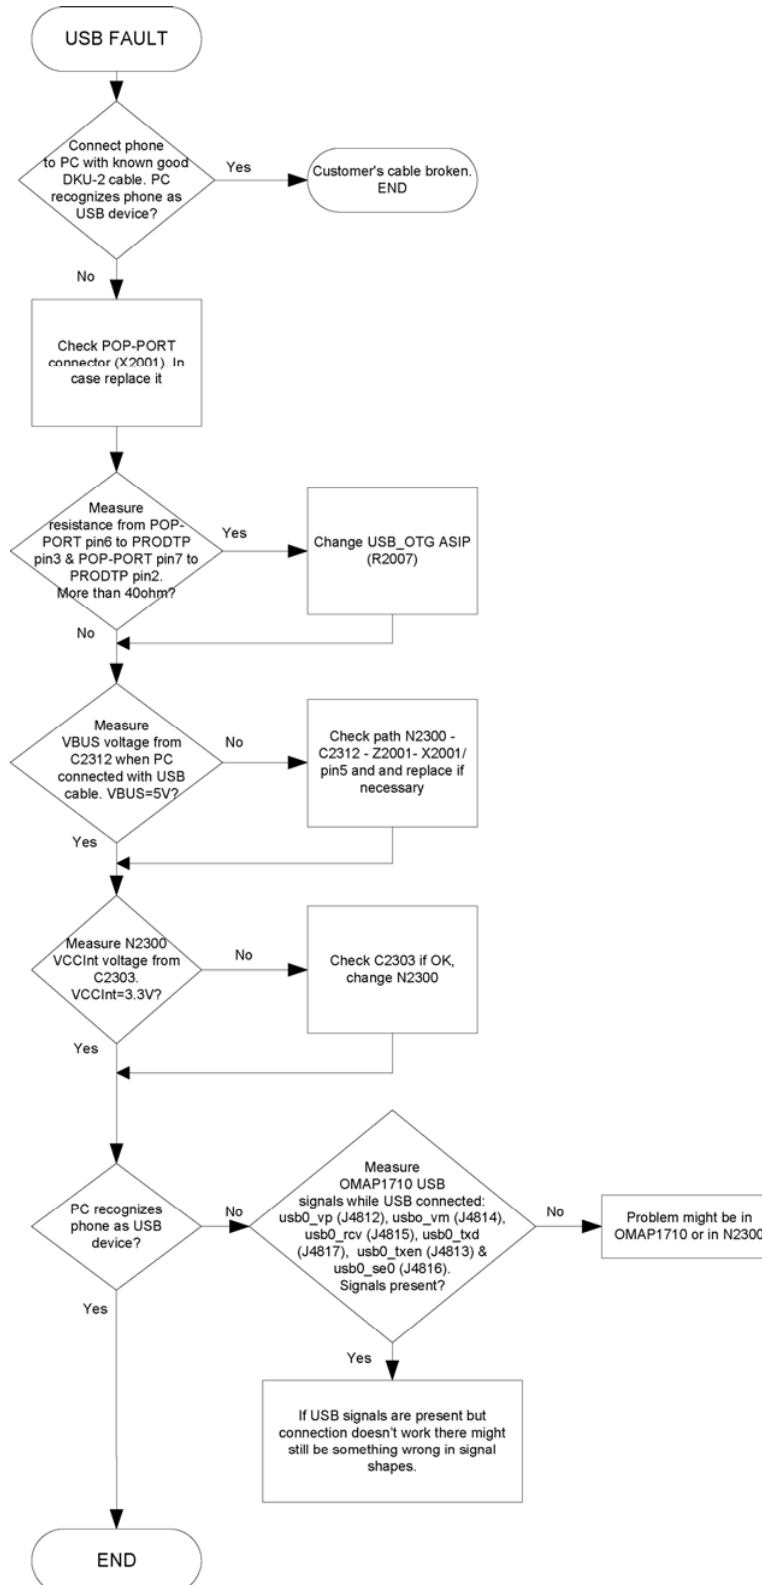 USB FAULT
Connect phone
to PC with known good
DKU-2 cable. PC
recognizes phone as
USB device?
Yes
Customer's cable broken.
END
No
Check POP-PORT
connector (X2001). In
case replace it
Measure
resistance from POP-
PORT pin6 to PRODTP
pin3 & POP-PORT pin7 to
PRODTP pin2.
More than 40ohm?
Yes
Change USB_OTG ASIP
(R2007)
No
Measure
VBUS voltage from
C2312 when PC
connected with USB
cable. VBUS=5V?
No
Check path N2300 -
C2312 - Z2001- X2001/
pin5 and and replace if
necessary
Yes
Measure N2300
VCCInt voltage from
C2303.
VCCInt=3.3V?
No
Check C2303 if OK,
change N2300
Yes
PC recognizes
phone as USB
device?
No
Measure
OMAP1710 USB
signals while USB connected:
usb0_vp (J4812), usbo_vm (J4814),
usb0_rcv (J4815), usb0_txd
(J4817), usb0_txen (J4813) &
usb0_se0 (J4816).
Signals present?
No
Problem might be in
OMAP1710 or in N2300
Yes
Yes
If USB signals are present but
connection doesn't work there might
still be something wrong in signal
shapes.
END